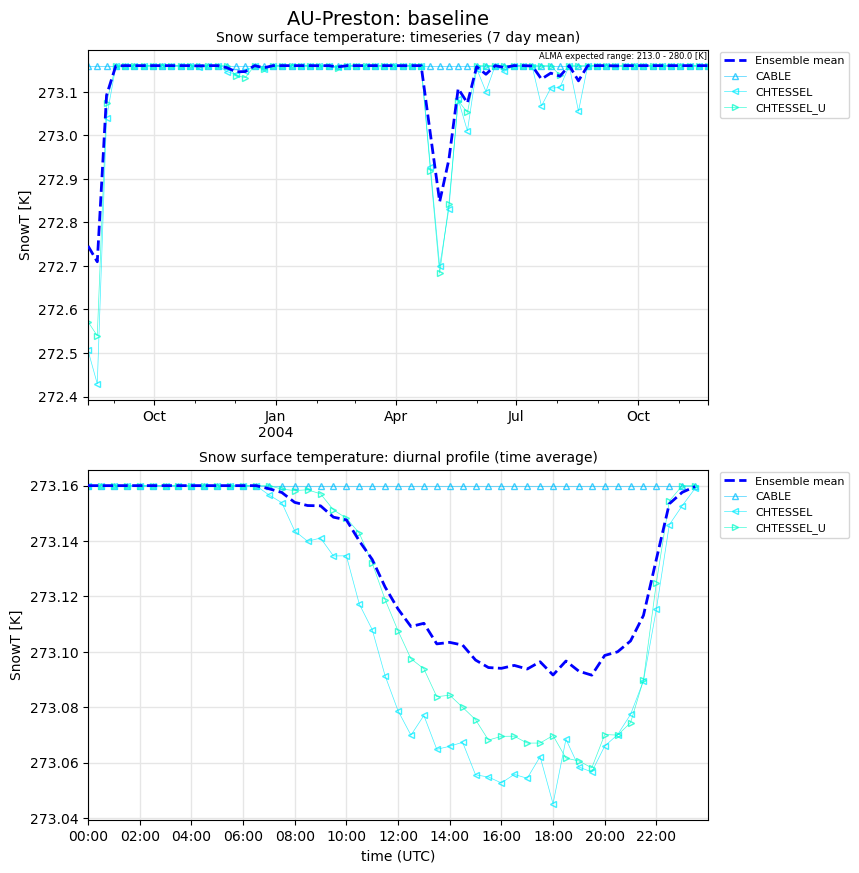 AU-Preston: baseline
Snow surface temperature: timeseries (7 day mean)
ALMA expected range: 213.0 - 280.0 [K]
Ensemble mean
CABLE
CHTESSEL
CHTESSEL_U
SnowT [K]
273.1
273.0
272.9
272.8
272.7
272.6
272.5
272.4
Oct
Jan
2004
Apr
Jul
Oct
Snow surface temperature: diurnal profile (time average)
Ensemble mean
CABLE
CHTESSEL
CHTESSEL_U
SnowT [K]
273.16
273.14
273.12
273.10
273.08
273.06
273.04
00:00
02:00
04:00
06:00
08:00
10:00
12:00
14:00
16:00
18:00
20:00
22:00
time (UTC)